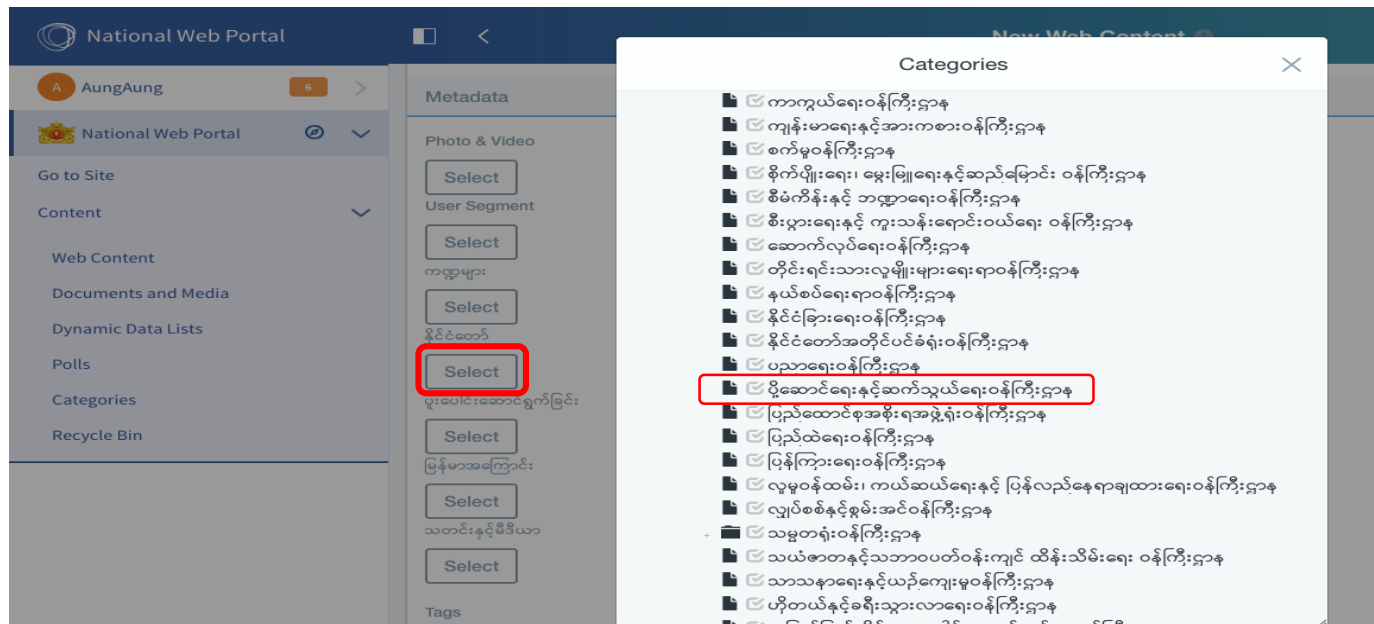 National Web Portal
New Web Content
A AungAung 6
National Web Portal
Go to Site
Content
Web Content
Documents and Media
Dynamic Data Lists
Polls
Categories
Recycle Bin
Metadata
Photo & Video
Select
User Segment
Select
ကဏ္ဍများ
Select
နိုင်ငံတော်
Select
ပူးပေါင်းဆောင်ရွက်ခြင်း
Select
မြန်မာအကြောင်း
Select
သတင်းနှင့်မီဒီယာ
Select
Tags
Categories
ကာကွယ်ရေးဝန်ကြီးဌာန
ကျန်းမာရေးနှင့်အားကစားဝန်ကြီးဌာန
စက်မှုဝန်ကြီးဌာန
စိုက်ပျိုးရေး၊ မွေးမြူရေးနှင့်ဆည်မြောင်း ဝန်ကြီးဌာန
စီမံကိန်းနှင့် ဘဏ္ဍာရေးဝန်ကြီးဌာန
စီးပွားရေးနှင့် ကူးသန်းရောင်းဝယ်ရေး ဝန်ကြီးဌာန
ဆောက်လုပ်ရေးဝန်ကြီးဌာန
တိုင်းရင်းသားလူမျိုးများရေးရာဝန်ကြီးဌာန
နယ်စပ်ရေးရာဝန်ကြီးဌာန
နိုင်ငံခြားရေးဝန်ကြီးဌာန
နိုင်ငံတော်အတိုင်ပင်ခံရုံးဝန်ကြီးဌာန
ပညာရေးဝန်ကြီးဌာန
ပို့ဆောင်ရေးနှင့်ဆက်သွယ်ရေးဝန်ကြီးဌာန
ပြည်ထောင်စုအစိုးရအဖွဲ့ရုံးဝန်ကြီးဌာန
ပြည်ထဲရေးဝန်ကြီးဌာန
ပြန်ကြားရေးဝန်ကြီးဌာန
လူမှုဝန်ထမ်း၊ ကယ်ဆယ်ရေးနှင့် ပြန်လည်နေရာချထားရေးဝန်ကြီးဌာန
လျှပ်စစ်နှင့်စွမ်းအင်ဝန်ကြီးဌာန
သမ္မတရုံးဝန်ကြီးဌာန
သယံဇာတနှင့်သဘာဝပတ်ဝန်းကျင် ထိန်းသိမ်းရေး ဝန်ကြီးဌာန
သာသနာရေးနှင့်ယဉ်ကျေးမှုဝန်ကြီးဌာန
ဟိုတယ်နှင့်ခရီးသွားလာရေးဝန်ကြီးဌာန